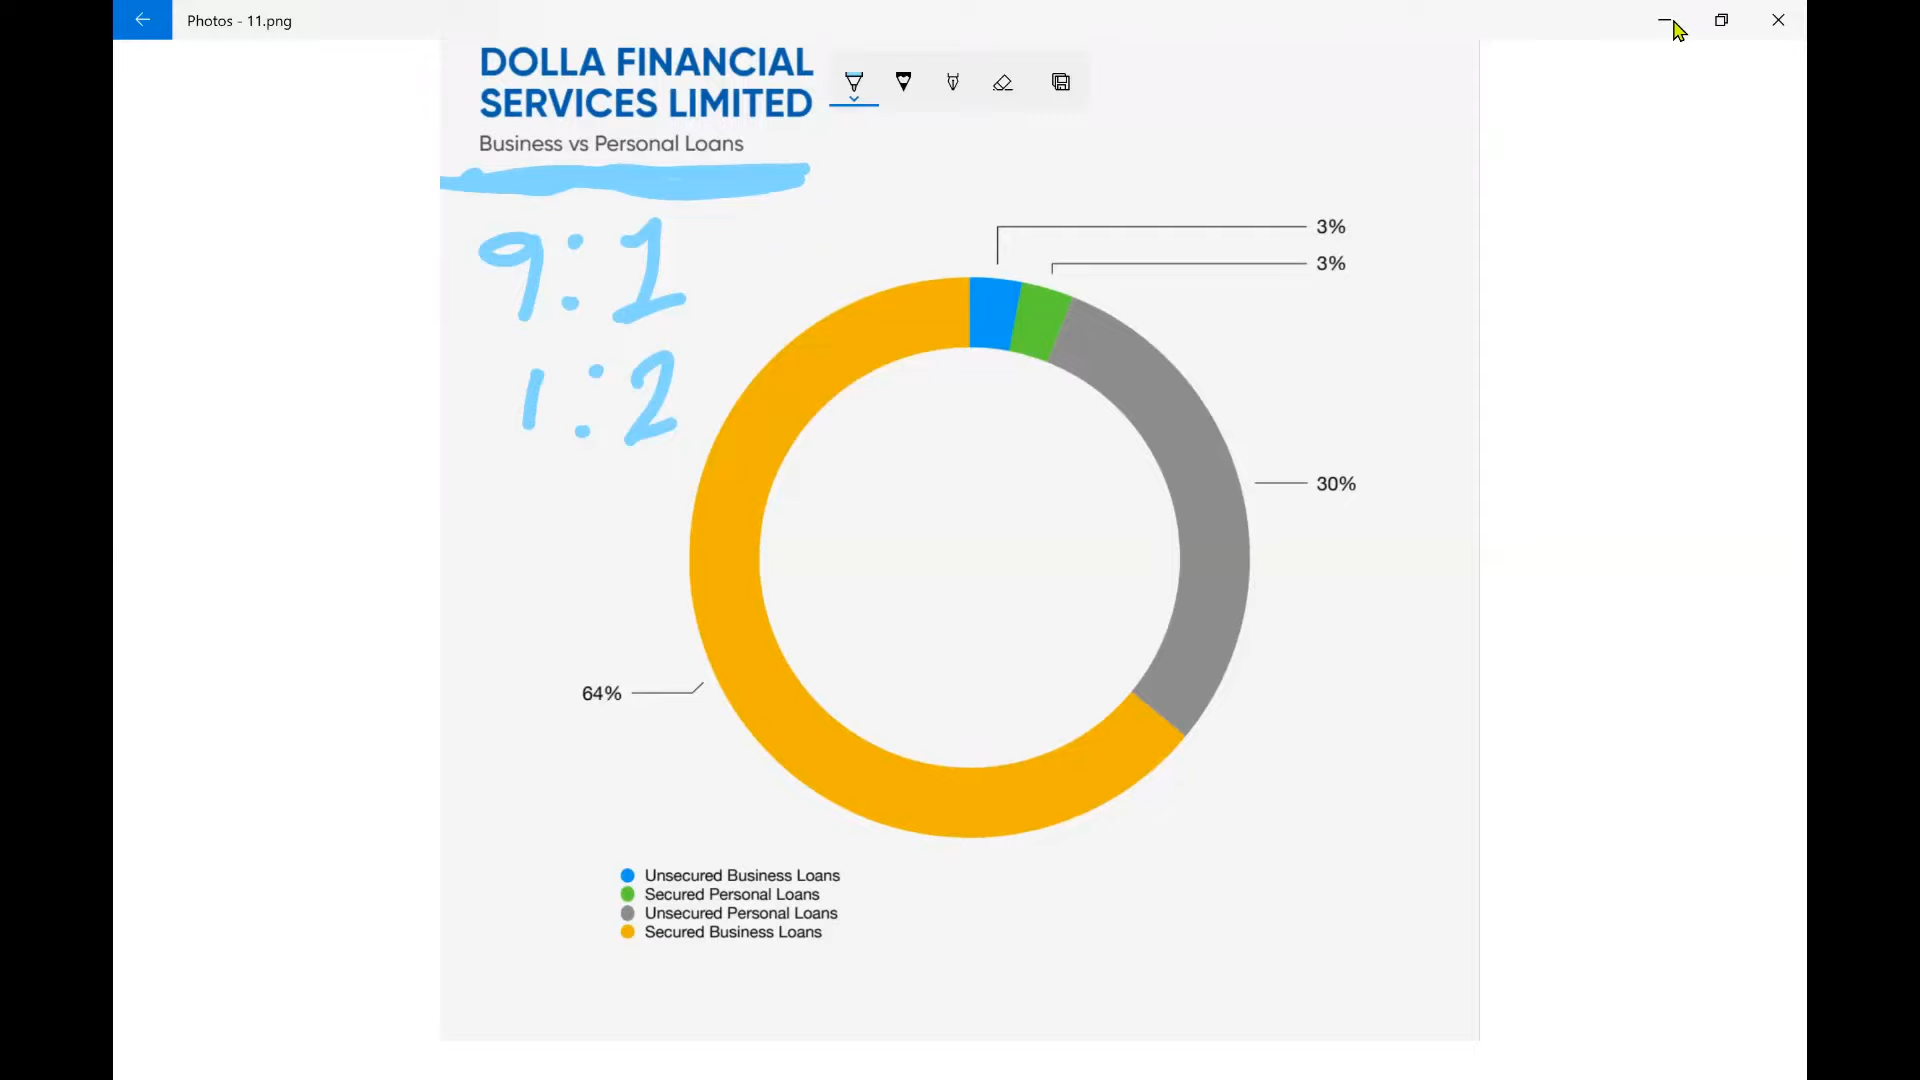 Photos - 11.png
DOLLA FINANCIAL
SERVICES LIMITED
Business vs Personal Loans
9:1
1:2
3%
3%
30%
64%
Unsecured Business Loans
Secured Personal Loans
Unsecured Personal Loans
Secured Business Loans